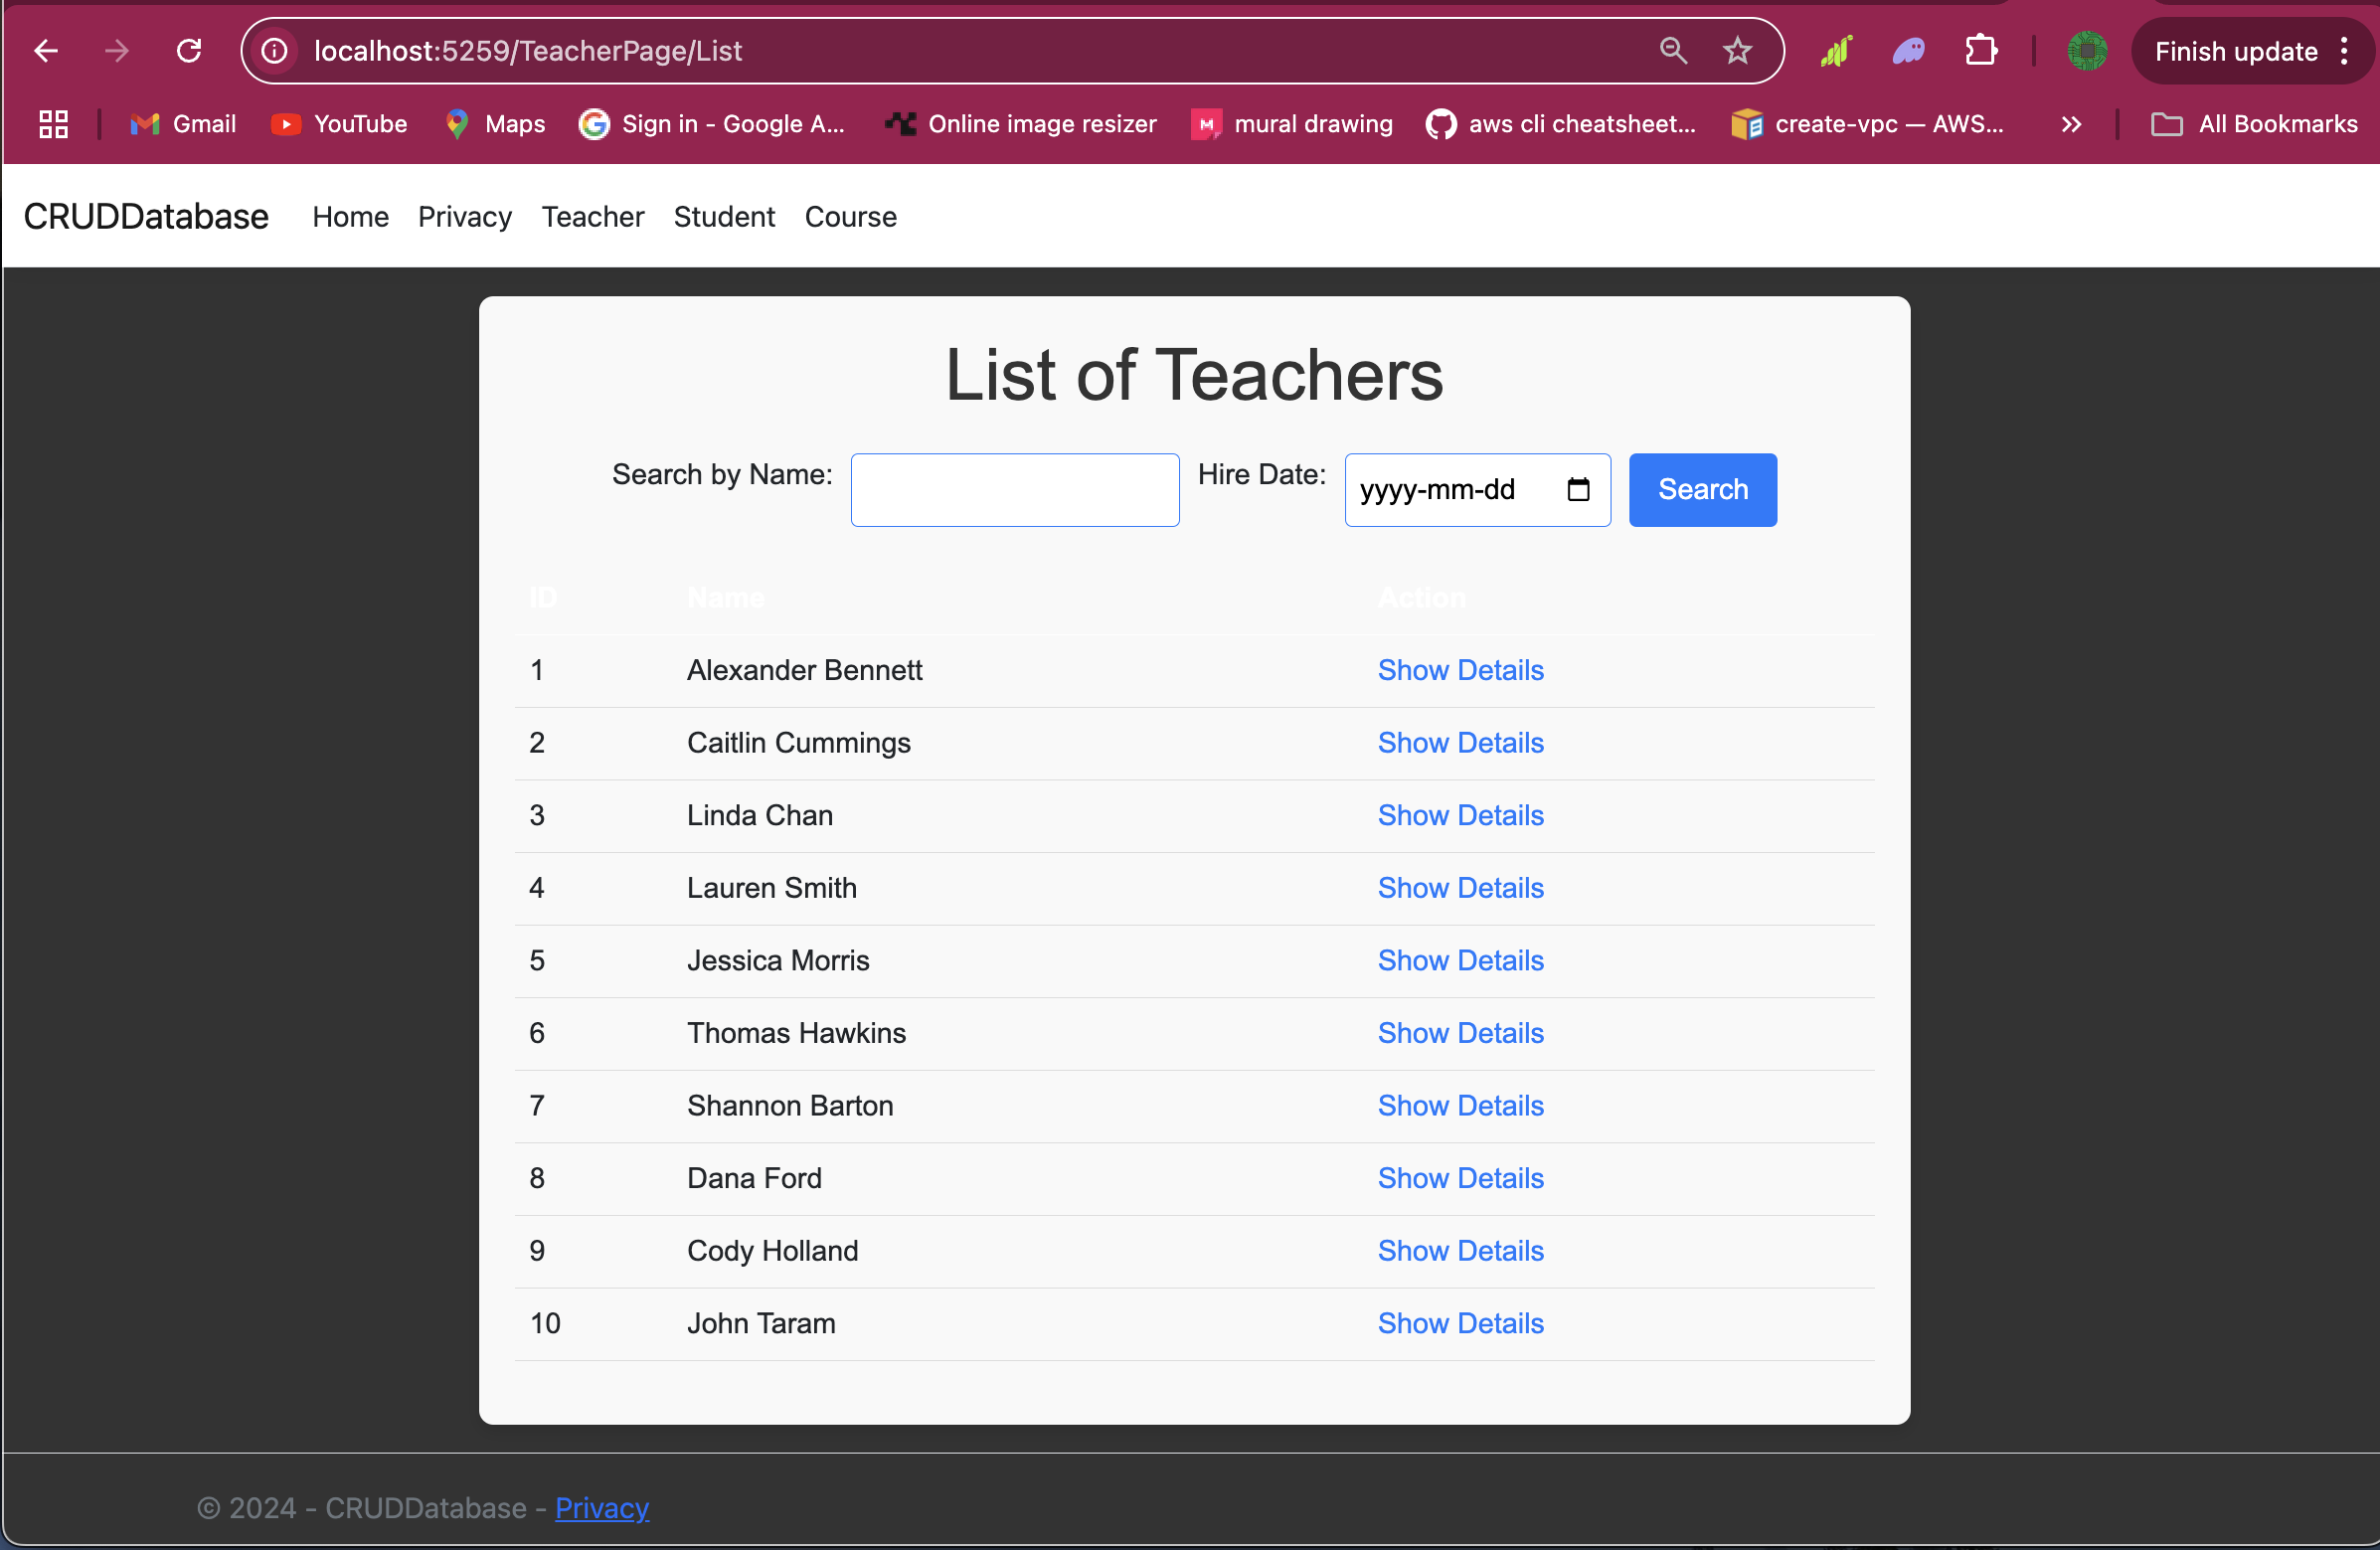 localhost:5259/TeacherPage/List
Finish update
Gmail YouTube Maps Sign in - Google A... Online image resizer mural drawing aws cli cheatsheet... create-vpc — AWS... All Bookmarks
CRUDDatabase Home Privacy Teacher Student Course
List of Teachers
Search by Name: Hire Date: yyyy-mm-dd Search
ID Name Action
1 Alexander Bennett Show Details
2 Caitlin Cummings Show Details
3 Linda Chan Show Details
4 Lauren Smith Show Details
5 Jessica Morris Show Details
6 Thomas Hawkins Show Details
7 Shannon Barton Show Details
8 Dana Ford Show Details
9 Cody Holland Show Details
10 John Taram Show Details
© 2024 - CRUDDatabase - Privacy